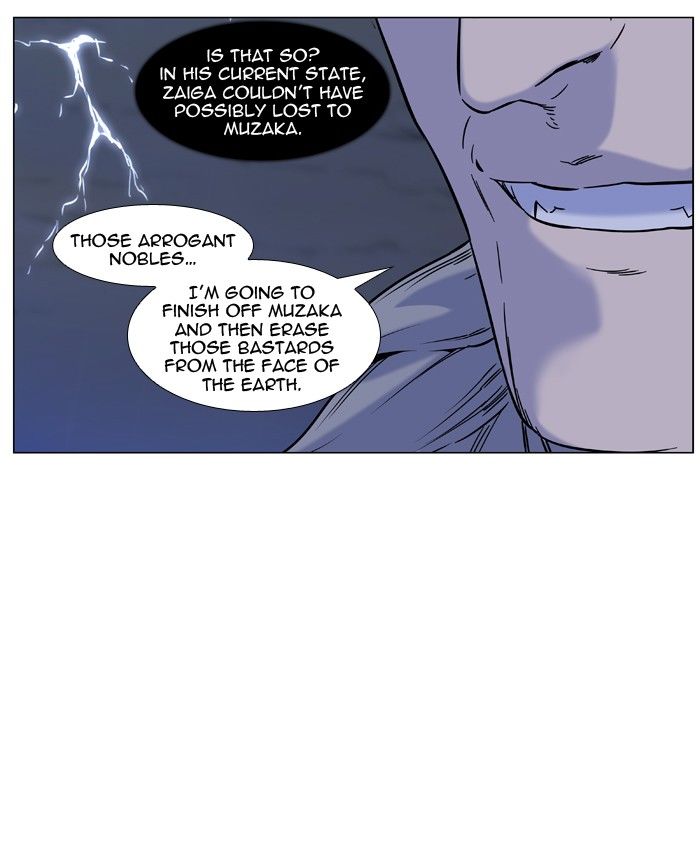 IS THAT SO?
IN HIS CURRENT STATE,
ZAIGA COULDN'T HAVE
POSSIBLY LOST TO
MUZAKA.
THOSE ARROGANT
NOBLES...
I'M GOING TO
FINISH OFF MUZAKA
AND THEN ERASE
THOSE BASTARDS
FROM THE FACE OF
THE EARTH.